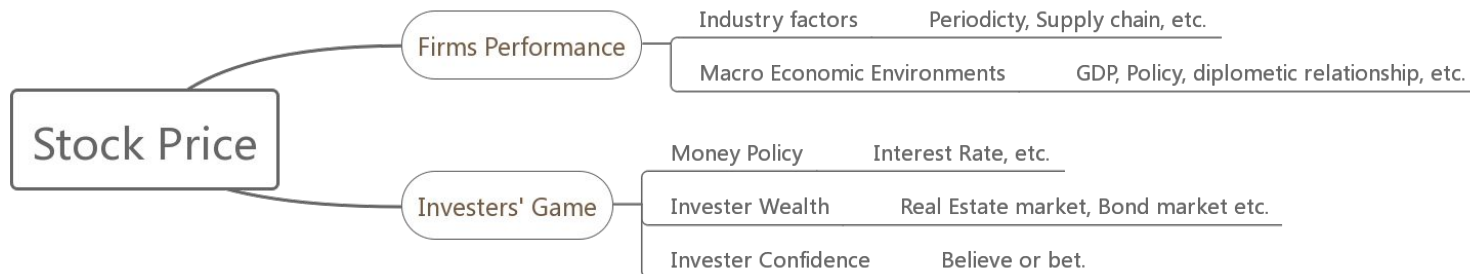 Stock Price
Firms Performance
Industry factors Periodicty, Supply chain, etc.
Macro Economic Environments GDP, Policy, diplometic relationship, etc.
Investers' Game
Money Policy Interest Rate, etc.
Invester Wealth Real Estate market, Bond market etc.
Invester Confidence Believe or bet.